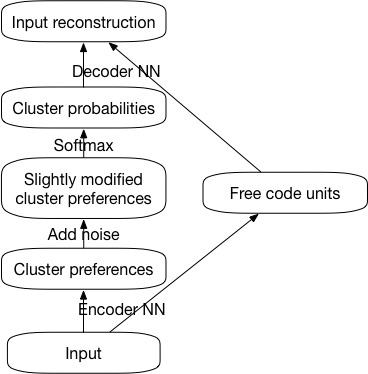 Input reconstruction
Decoder NN
Cluster probabilities
Softmax
Slightly modified
cluster preferences
Free code units
Add noise
Cluster preferences
Encoder NN
Input